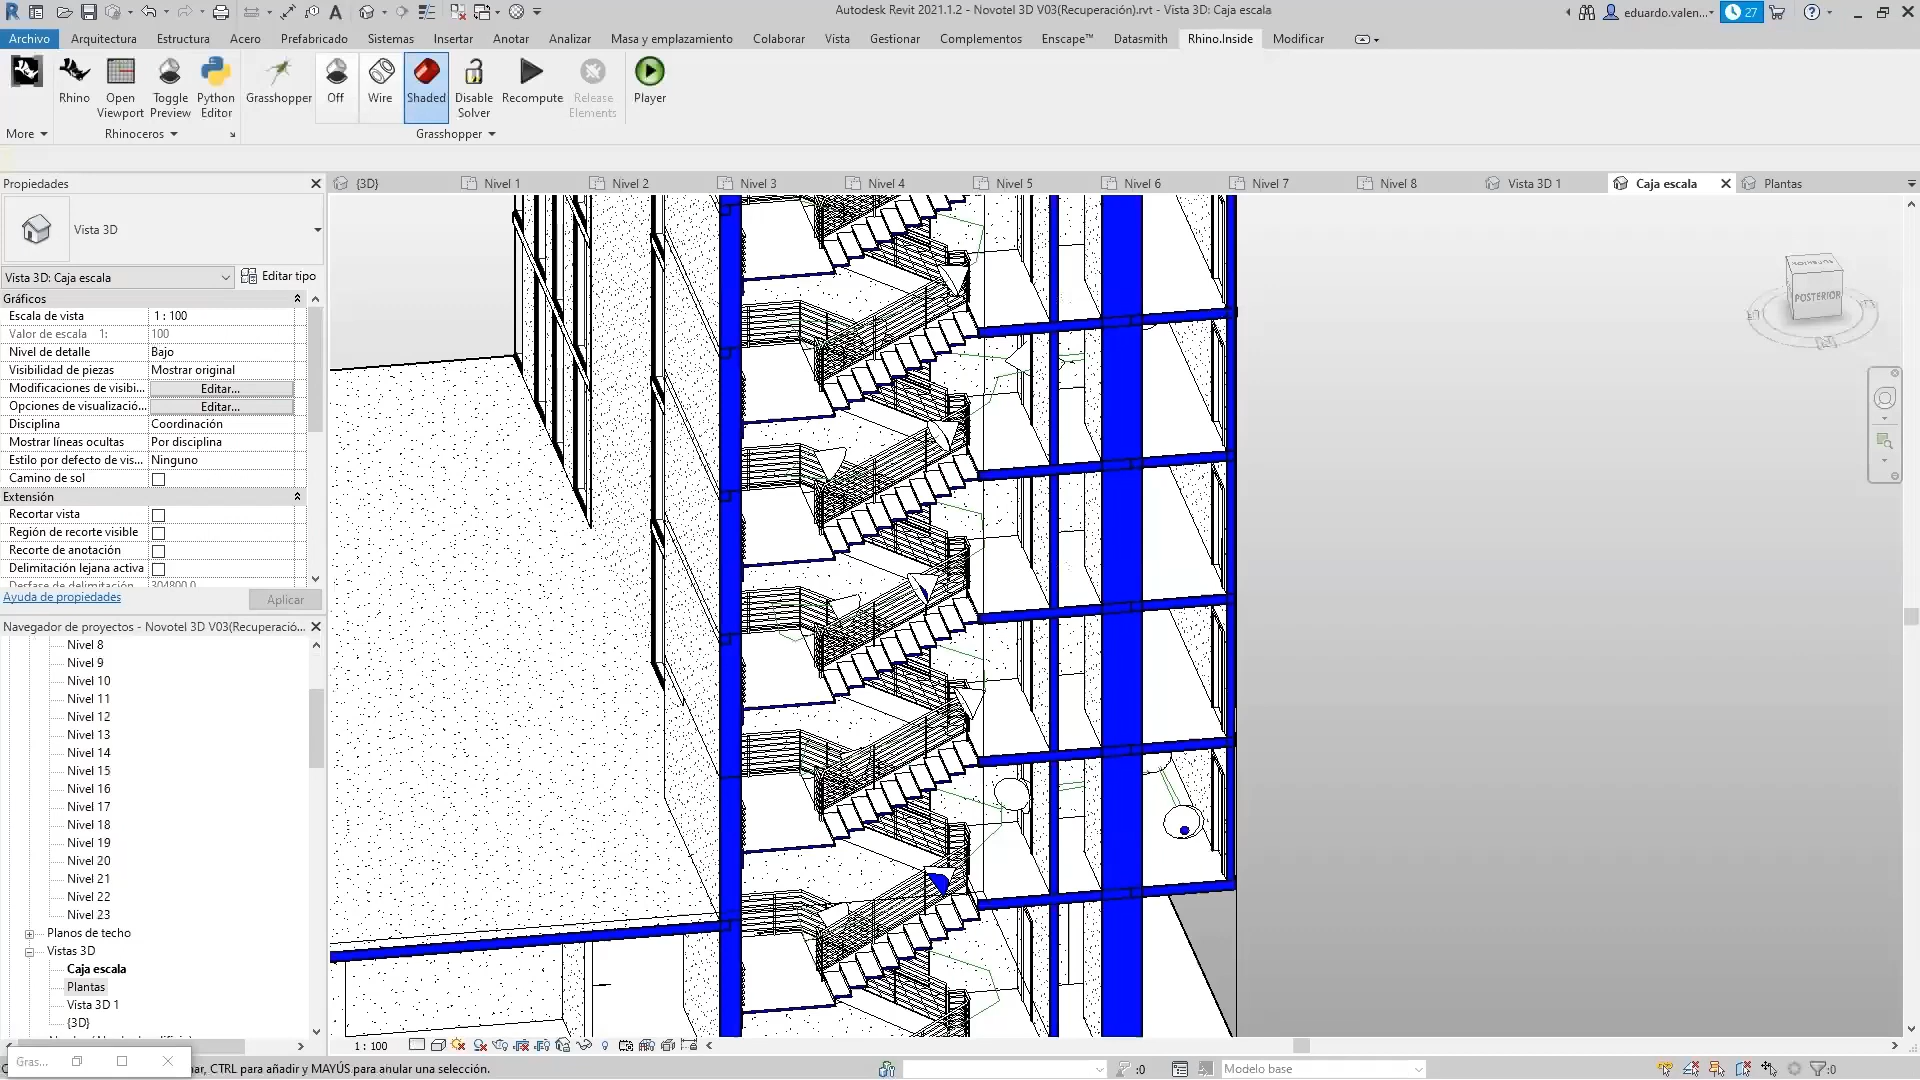 Autodesk Revit 2021.1.2 - Novotel 3D V03(Recuperación).rvt - Vista 3D: Caja escala
eduardo.valen... 27
Archivo Arquitectura Estructura Acero Prefabricado Sistemas Insertar Anotar Analizar Masa y emplazamiento Colaborar Vista Gestionar Complementos Enscape™ Datasmith Rhino.Inside Modificar
Rhino Open Viewport Toggle Preview Python Editor Grasshopper Off Wire Shaded Disable Solver Recompute Release Elements Player
More Rhinoceros Grasshopper
Propiedades
{3D} Nivel 1 Nivel 2 Nivel 3 Nivel 4 Nivel 5 Nivel 6 Nivel 7 Nivel 8 Vista 3D 1 Caja escala Plantas
Vista 3D
Vista 3D: Caja escala Editar tipo
Gráficos
Escala de vista 1 : 100
Valor de escala 1: 100
Nivel de detalle Bajo
Visibilidad de piezas Mostrar original
Modificaciones de visibi... Editar...
Opciones de visualizació... Editar...
Disciplina Coordinación
Mostrar líneas ocultas Por disciplina
Estilo por defecto de vis... Ninguno
Camino de sol
Extensión
Recortar vista
Región de recorte visible
Recorte de anotación
Delimitación lejana activa
Desfase de delimitación 304800.0
Ayuda de propiedades Aplicar
Navegador de proyectos - Novotel 3D V03(Recuperació...
Nivel 8
Nivel 9
Nivel 10
Nivel 11
Nivel 12
Nivel 13
Nivel 14
Nivel 15
Nivel 16
Nivel 17
Nivel 18
Nivel 19
Nivel 20
Nivel 21
Nivel 22
Nivel 23
Planos de techo
Vistas 3D
Caja escala
Plantas
Vista 3D 1
{3D}
SUPERIOR
POSTERIOR
1 : 100
Gras...
nar, CTRL para añadir y MAYÚS para anular una selección.
:0
Modelo base
:0